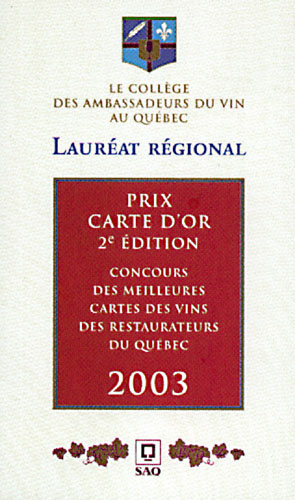 LE COLLÈGE
DES AMBASSADEURS DU VIN
AU QUÉBEC
LAURÉAT RÉGIONAL
PRIX
CARTE D'OR
2e ÉDITION
CONCOURS
DES MEILLEURES
CARTES DES VINS
DES RESTAURATEURS
DU QUÉBEC
2003
SAQ